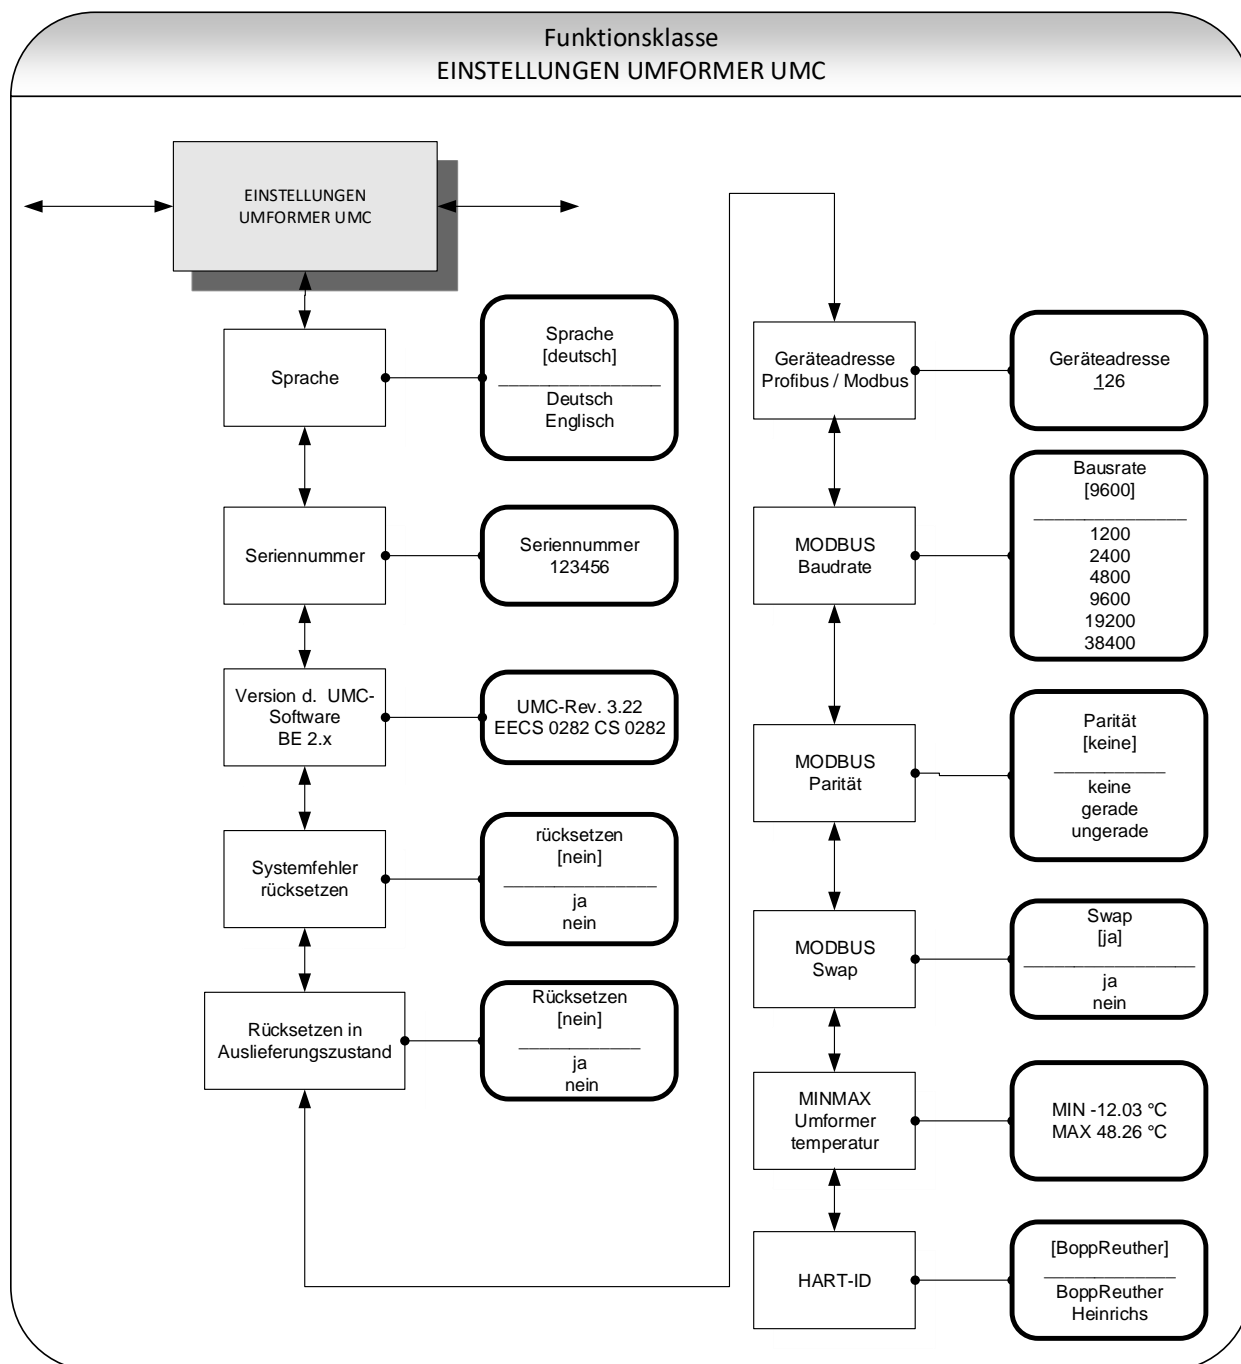 Funktionsklasse
EINSTELLUNGEN UMFORMER UMC
EINSTELLUNGEN
UMFORMER UMC
Sprache
Sprache
[deutsch]
Deutsch
Englisch
Seriennummer
Seriennummer
123456
Version d. UMC-
Software
BE 2.x
UMC-Rev. 3.22
EECS 0282 CS 0282
Systemfehler
rücksetzen
rücksetzen
[nein]
ja
nein
Rücksetzen in
Auslieferungszustand
Rücksetzen
[nein]
ja
nein
Geräteadresse
Profibus / Modbus
Geräteadresse
126
MODBUS
Baudrate
Bausrate
[9600]
1200
2400
4800
9600
19200
38400
MODBUS
Parität
Parität
[keine]
keine
gerade
ungerade
MODBUS
Swap
Swap
[ja]
ja
nein
MINMAX
Umformer
temperatur
MIN -12.03 °C
MAX 48.26 °C
HART-ID
[BoppReuther]
BoppReuther
Heinrichs